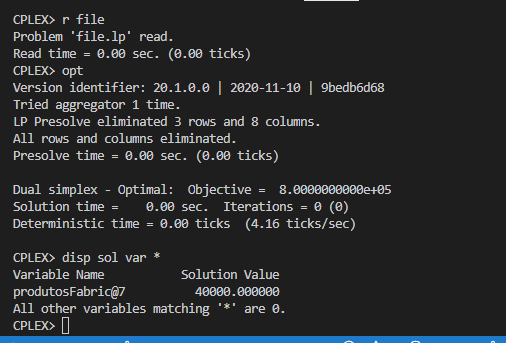 CPLEX> r file
Problem 'file.lp' read.
Read time = 0.00 sec. (0.00 ticks)
CPLEX> opt
Version identifier: 20.1.0.0 | 2020-11-10 | 9bedb6d68
Tried aggregator 1 time.
LP Presolve eliminated 3 rows and 8 columns.
All rows and columns eliminated.
Presolve time = 0.00 sec. (0.00 ticks)
Dual simplex - Optimal:  Objective =  8.0000000000e+05
Solution time =    0.00 sec.  Iterations = 0 (0)
Deterministic time = 0.00 ticks  (4.16 ticks/sec)
CPLEX> disp sol var *
Variable Name           Solution Value
produtosFabric@7          40000.000000
All other variables matching '*' are 0.
CPLEX>